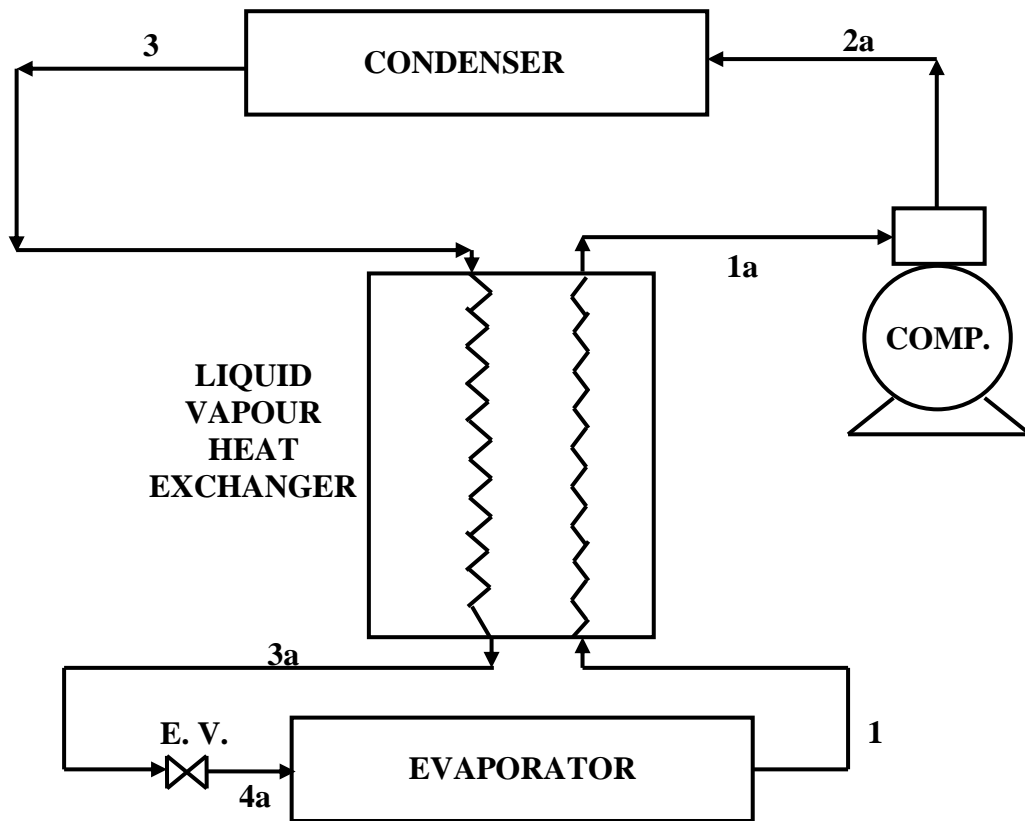 3
2a
CONDENSER
1a
COMP.
LIQUID
VAPOUR
HEAT
EXCHANGER
3a
E. V.
1
EVAPORATOR
4a